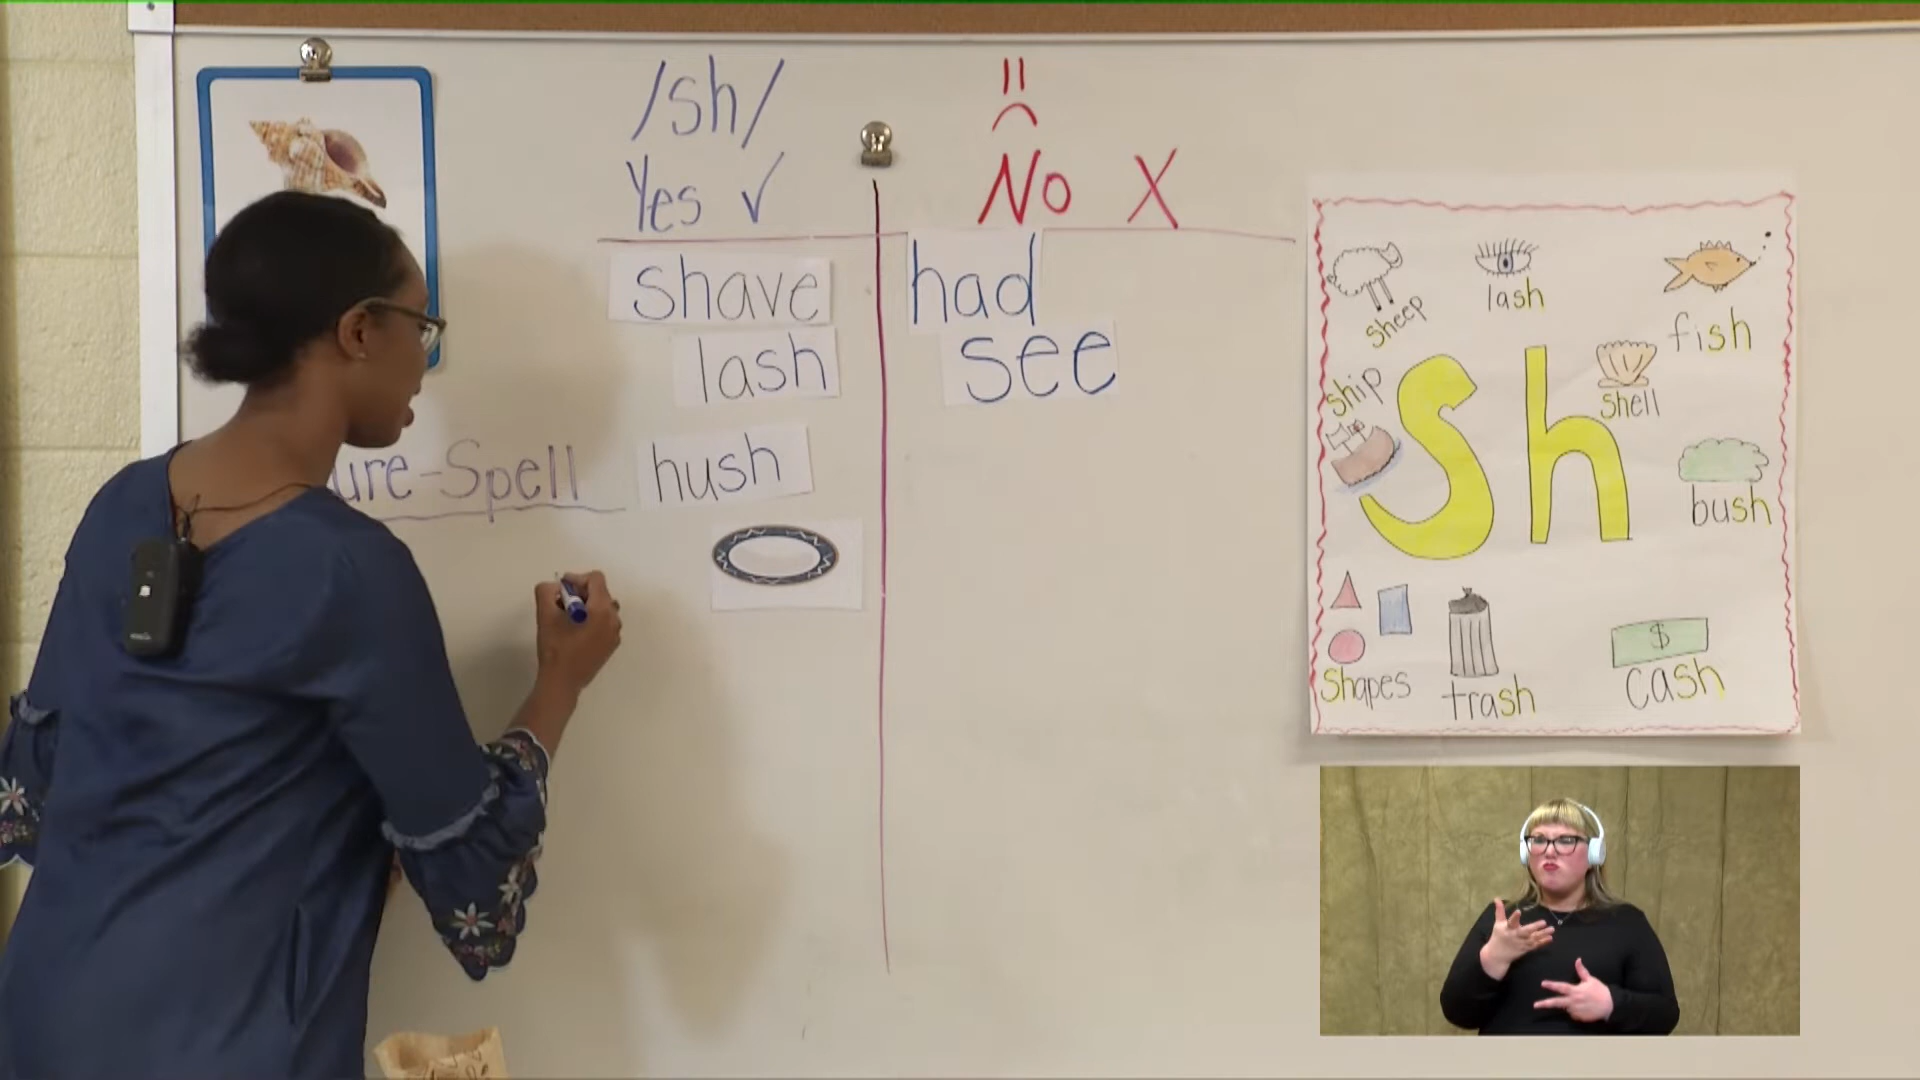 /sh/
Yes ✓
No X
shave
lash
hush
had
see
ure-Spell
sheep
lash
fish
ship
Sh
shell
bush
shapes
trash
$
cash